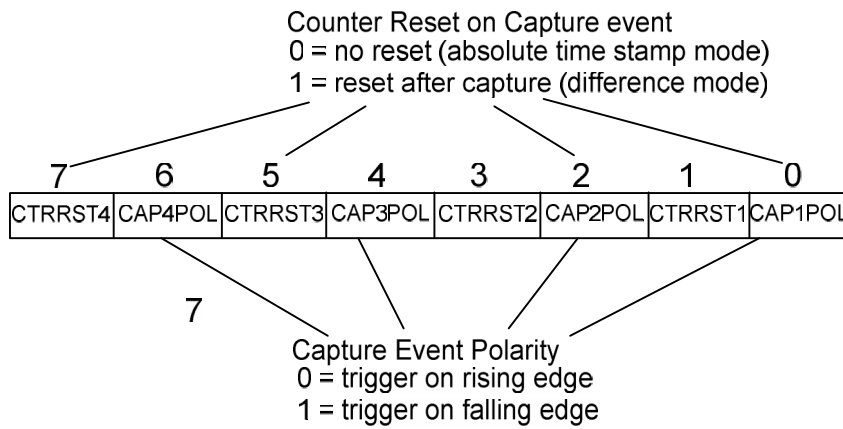 Counter Reset on Capture event
0 = no reset (absolute time stamp mode)
1 = reset after capture (difference mode)
7 6 5 4 3 2 1 0
CTRRST4 CAP4POL CTRRST3 CAP3POL CTRRST2 CAP2POL CTRRST1 CAP1POL
7
Capture Event Polarity
0 = trigger on rising edge
1 = trigger on falling edge